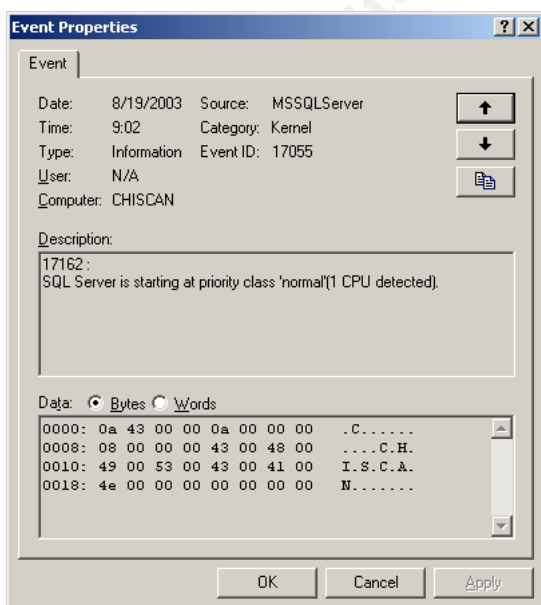 Event Properties
Event
Date: 8/19/2003 Source: MSSQLServer
Time: 9:02 Category: Kernel
Type: Information Event ID: 17055
User: N/A
Computer: CHISCAN
Description:
17162 :
SQL Server is starting at priority class 'normal'(1 CPU detected).
Data: Bytes Words
0000: 0a 43 00 00 0a 00 00 00 .C......
0008: 08 00 00 00 43 00 48 00 ....C.H.
0010: 49 00 53 00 43 00 41 00 I.S.C.A.
0018: 4e 00 00 00 00 00 00 00 N.......
OK Cancel Apply